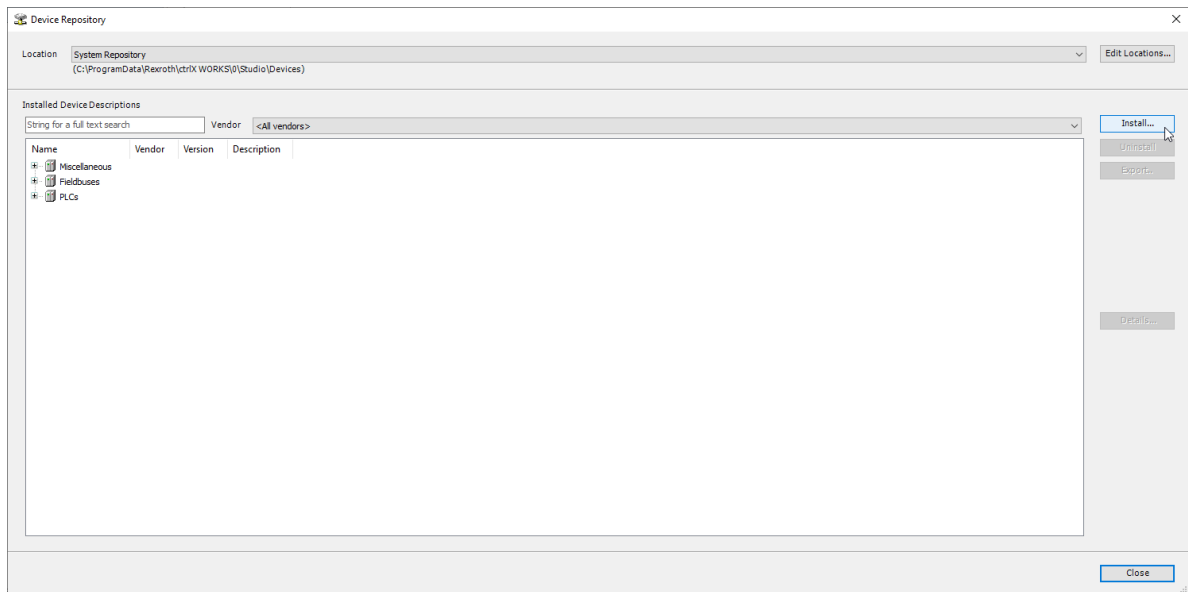 Device Repository
Location System Repository Edit Locations...
(C:\ProgramData\Rexroth\ctrlX WORKS\0\Studio\Devices)
Installed Device Descriptions
String for a full text search Vendor <All vendors> Install...
Name Vendor Version Description Uninstall
Miscellaneous Export...
Fieldbuses
PLCs
Details...
Close